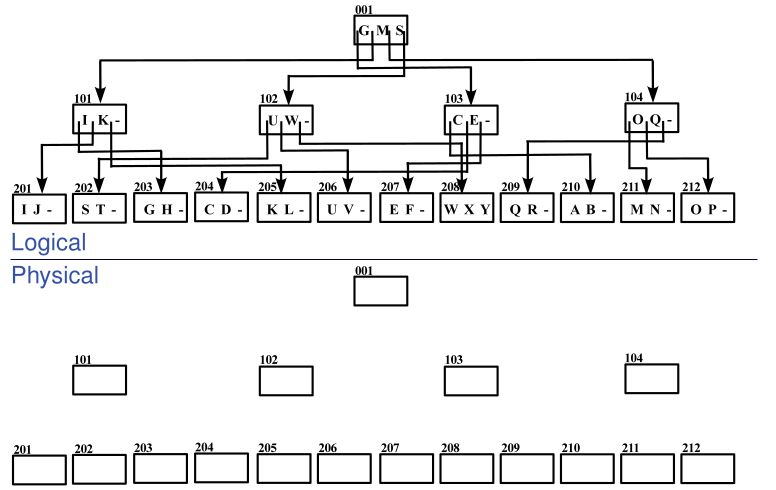 001
G M S
101 102 103 104
I K - U W - C E - O Q -
201 202 203 204 205 206 207 208 209 210 211 212
I J - S T - G H - C D - K L - U V - E F - W X Y Q R - A B - M N - O P -
Logical
Physical
001
101 102 103 104
201 202 203 204 205 206 207 208 209 210 211 212